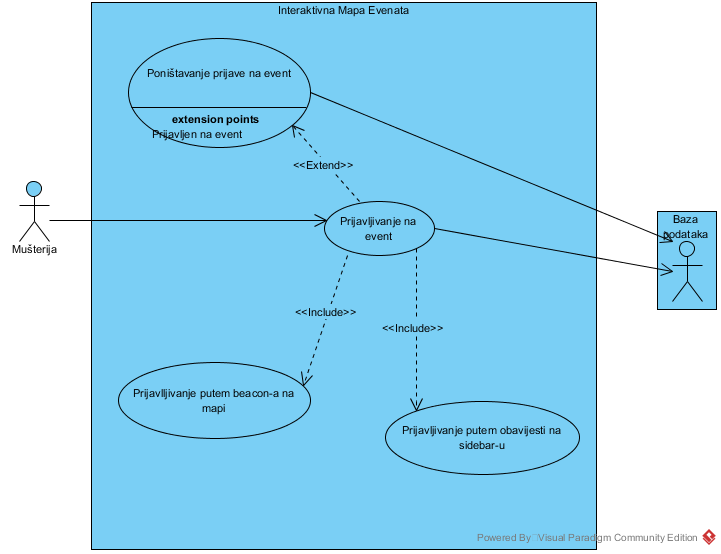 Interaktivna Mapa Evenata
Poništavanje prijave na event
extension points
Prijavljen na event
<<Extend>>
Mušterija
Prijavljivanje na
event
Baza
podataka
<<Include>>
<<Include>>
Prijavlljivanje putem beacon-a na
mapi
Prijavljivanje putem obavijesti na
sidebar-u
Powered By Visual Paradigm Community Edition